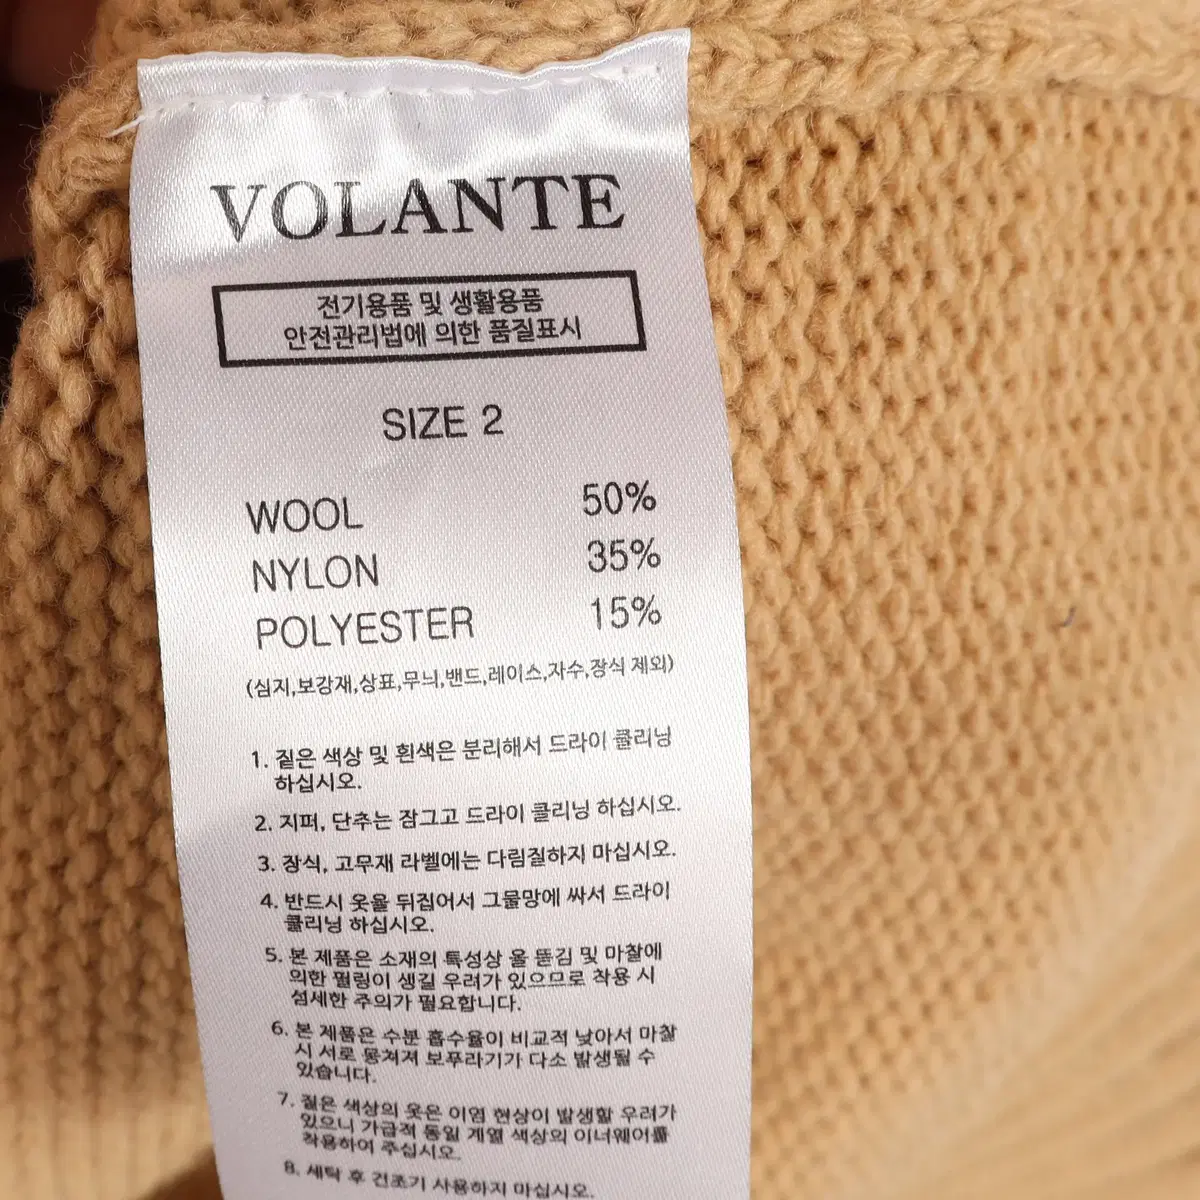 VOLANTE
전기용품 및 생활용품
안전관리법에 의한 품질표시
SIZE 2
WOOL 50%
NYLON 35%
POLYESTER 15%
(심지,보강재,상표,무늬,밴드,레이스,자수,장식 제외)
1. 짙은 색상 및 흰색은 분리해서 드라이 클리닝
하십시오.
2. 지퍼, 단추는 잠그고 드라이 클리닝 하십시오.
3. 장식, 고무재 라벨에는 다림질하지 마십시오.
4. 반드시 옷을 뒤집어서 그물망에 싸서 드라이
클리닝 하십시오.
5. 본 제품은 소재의 특성상 올 뜯김 및 마찰에
의한 필링이 생길 우려가 있으므로 착용 시
섬세한 주의가 필요합니다.
6. 본 제품은 수분 흡수율이 비교적 낮아서 마찰
시 서로 뭉쳐져 보푸라기가 다소 발생될 수
있습니다.
7. 짙은 색상의 옷은 이염 현상이 발생할 우려가
있으니 가급적 동일 계열 색상의 이너웨어를
착용하여 주십시오.
8. 세탁 후 건조기 사용하지 마십시오.